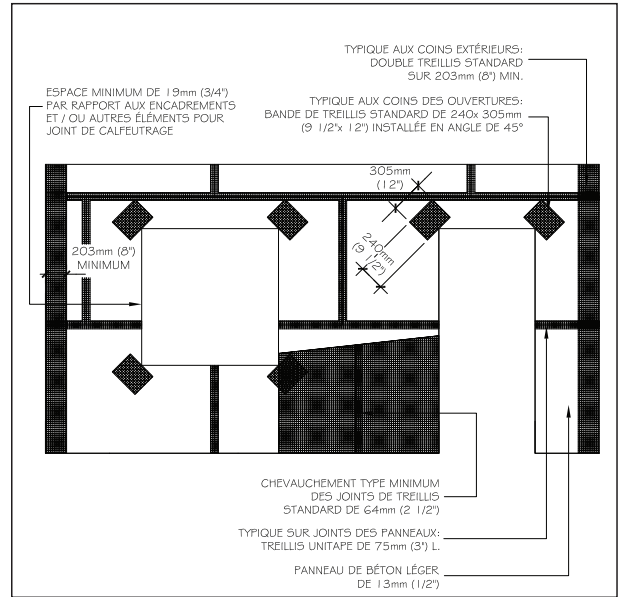 TYPIQUE AUX COINS EXTÉRIEURS:
DOUBLE TREILLIS STANDARD
SUR 203mm (8") MIN.
ESPACE MINIMUM DE 19mm (3/4")
PAR RAPPORT AUX ENCADREMENTS
ET / OU AUTRES ÉLÉMENTS POUR
JOINT DE CALFEUTRAGE
TYPIQUE AUX COINS DES OUVERTURES:
BANDE DE TREILLIS STANDARD DE 240x 305mm
(9 1/2"x 12") INSTALLÉE EN ANGLE DE 45°
305mm
(12")
240mm
(9 1/2")
203mm (8")
MINIMUM
CHEVAUCHEMENT TYPE MINIMUM
DES JOINTS DE TREILLIS
STANDARD DE 64mm (2 1/2")
TYPIQUE SUR JOINTS DES PANNEAUX:
TREILLIS UNITAPE DE 75mm (3") L.
PANNEAU DE BÉTON LÉGER
DE 13mm (1/2")